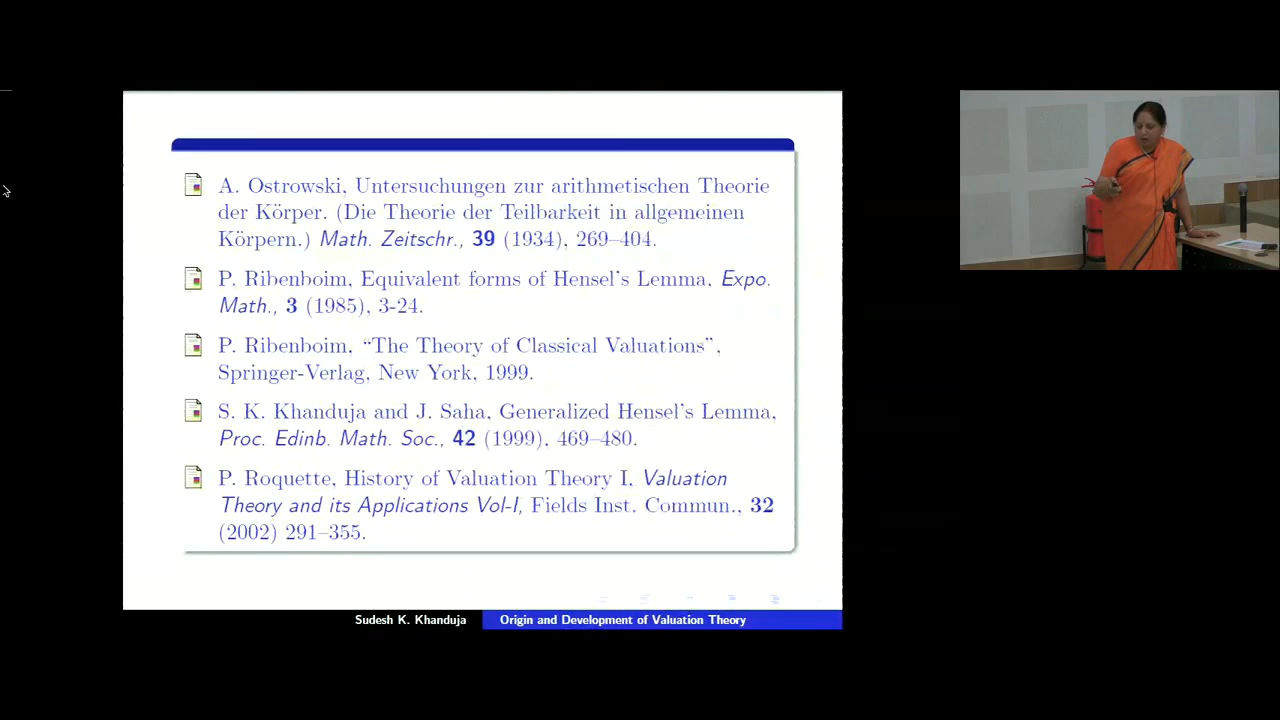 A. Ostrowski, Untersuchungen zur arithmetischen Theorie
der Körper. (Die Theorie der Teilbarkeit in allgemeinen
Körpern.) Math. Zeitschr., 39 (1934), 269–404.
P. Ribenboim, Equivalent forms of Hensel's Lemma, Expo.
Math., 3 (1985), 3-24.
P. Ribenboim, “The Theory of Classical Valuations”,
Springer-Verlag, New York, 1999.
S. K. Khanduja and J. Saha, Generalized Hensel's Lemma,
Proc. Edinb. Math. Soc., 42 (1999), 469–480.
P. Roquette, History of Valuation Theory I, Valuation
Theory and its Applications Vol-I, Fields Inst. Commun., 32
(2002) 291–355.
Sudesh K. Khanduja
Origin and Development of Valuation Theory